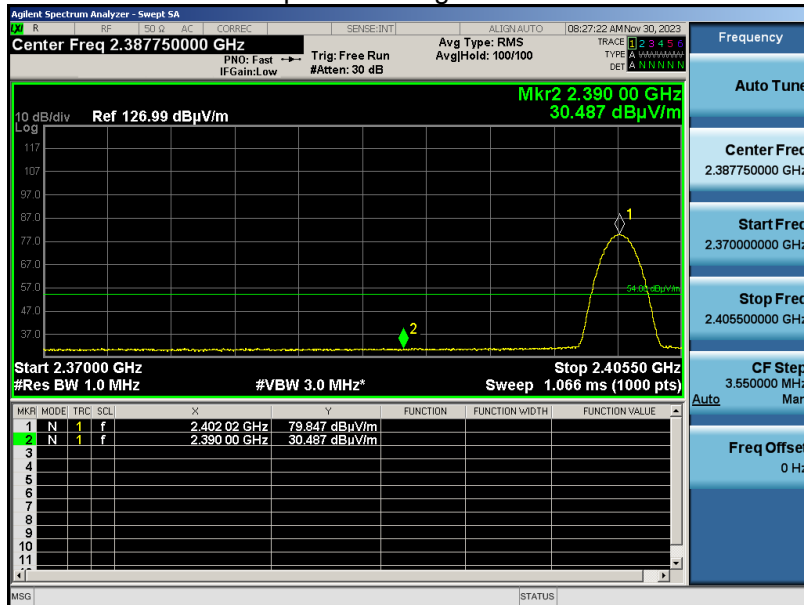 Agilent Spectrum Analyzer - Swept SA
LXI R RF 50 Ω AC CORREC SENSE:INT ALIGN AUTO 08:27:22 AM Nov 30, 2023
Center Freq 2.387750000 GHz
PNO: Fast
IFGain:Low
Trig: Free Run
#Atten: 30 dB
Avg Type: RMS
Avg|Hold: 100/100
TRACE 1 2 3 4 5 6
TYPE A WWWWW
DET A N N N N N
Mkr2 2.390 00 GHz
30.487 dBµV/m
10 dB/div Ref 126.99 dBµV/m
Log
117
107
97.0
87.0
77.0
67.0
57.0
47.0
37.0
1
54.00 dBµV/m
2
Start 2.37000 GHz Stop 2.40550 GHz
#Res BW 1.0 MHz #VBW 3.0 MHz* Sweep 1.066 ms (1000 pts)
MKR MODE TRC SCL X Y FUNCTION FUNCTION WIDTH FUNCTION VALUE
1 N 1 f 2.402 02 GHz 79.847 dBµV/m
2 N 1 f 2.390 00 GHz 30.487 dBµV/m
3
4
5
6
7
8
9
10
11
MSG STATUS
Frequency
Auto Tune
Center Freq
2.387750000 GHz
Start Freq
2.370000000 GHz
Stop Freq
2.405500000 GHz
CF Step
3.550000 MHz
Auto Man
Freq Offset
0 Hz